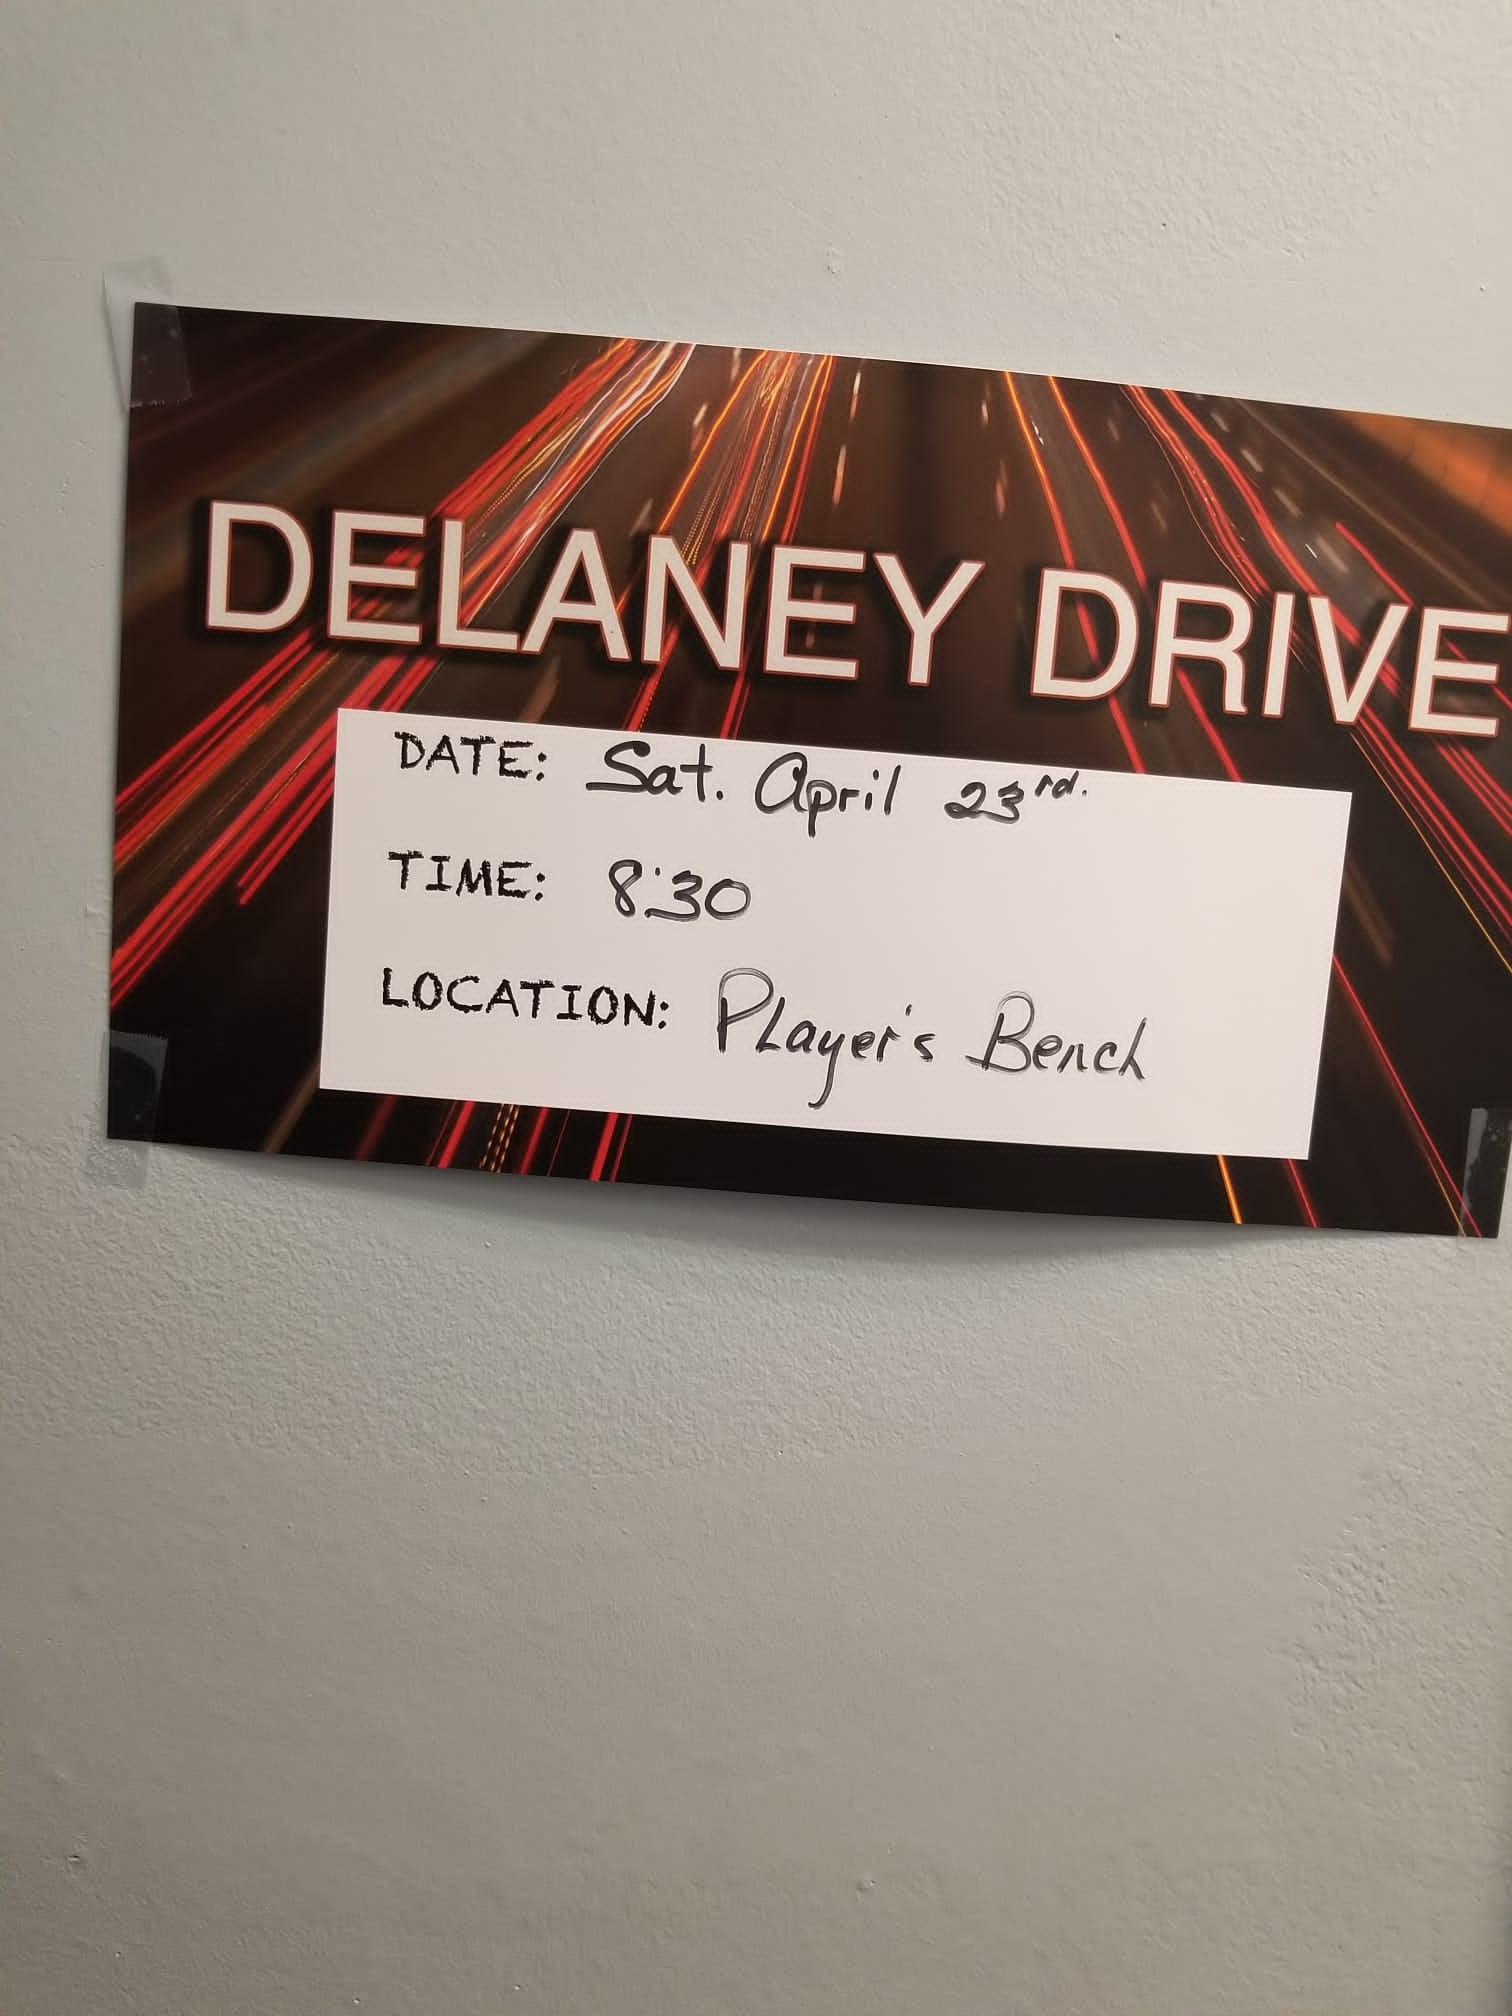 DELANEY DRIVE
DATE: Sat. April 23rd.
TIME: 8:30
LOCATION: PLayer's Bench